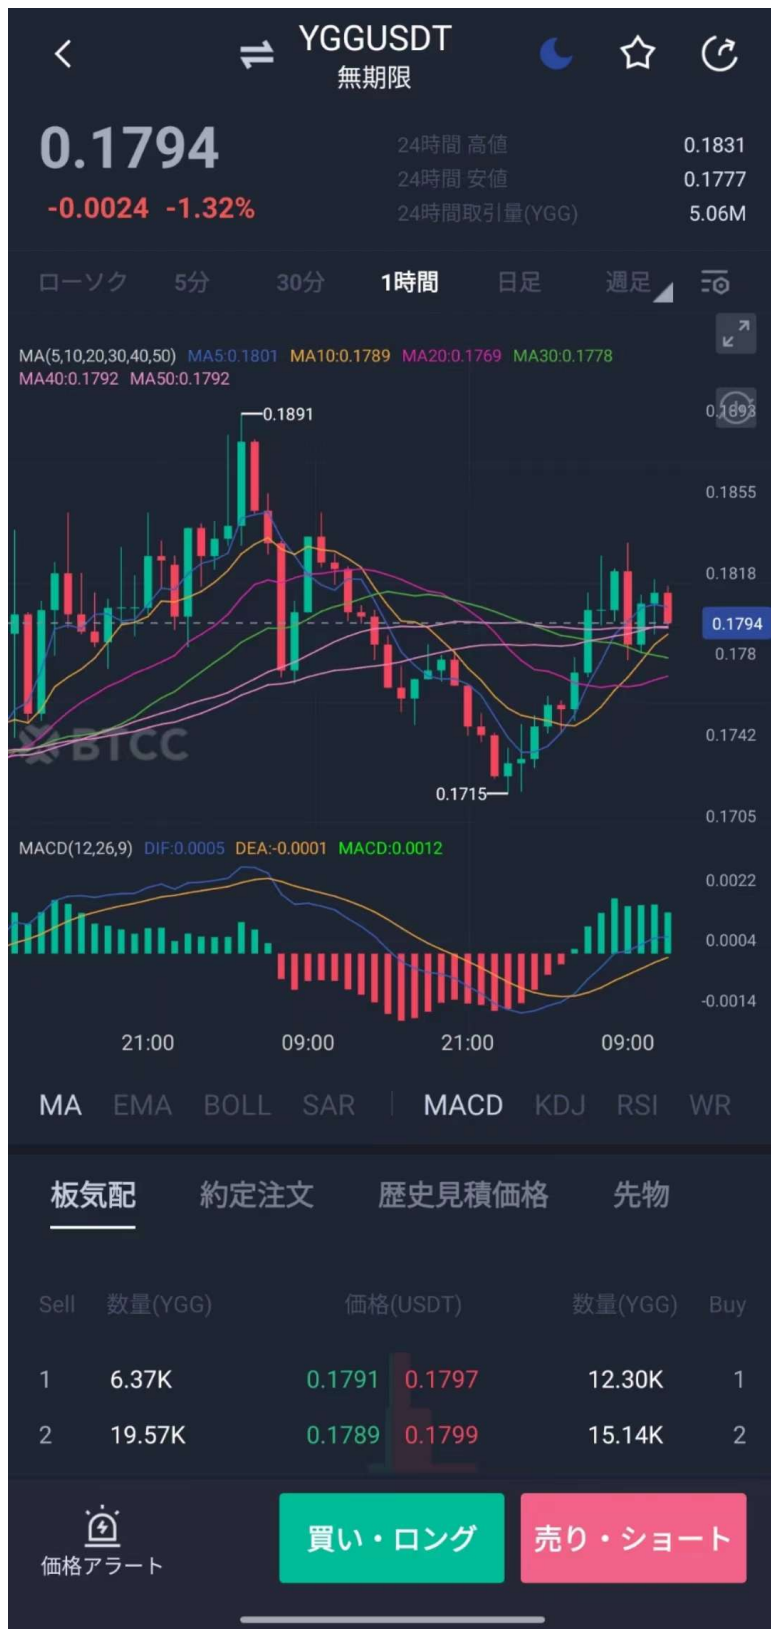 YGGUSDT
無期限
0.1794
-0.0024 -1.32%
24時間 高値 0.1831
24時間 安値 0.1777
24時間取引量(YGG) 5.06M
ローソク 5分 30分 1時間 日足 週足
MA(5,10,20,30,40,50) MA5:0.1801 MA10:0.1789 MA20:0.1769 MA30:0.1778
MA40:0.1792 MA50:0.1792
0.1891
0.1893
0.1855
0.1818
0.1794
0.178
BTCC
0.1742
0.1715
0.1705
MACD(12,26,9) DIF:0.0005 DEA:-0.0001 MACD:0.0012
0.0022
0.0004
-0.0014
21:00 09:00 21:00 09:00
MA EMA BOLL SAR MACD KDJ RSI WR
板気配 約定注文 歴史見積価格 先物
Sell 数量(YGG) 価格(USDT) 数量(YGG) Buy
1 6.37K 0.1791 0.1797 12.30K 1
2 19.57K 0.1789 0.1799 15.14K 2
価格アラート
買い・ロング
売り・ショート